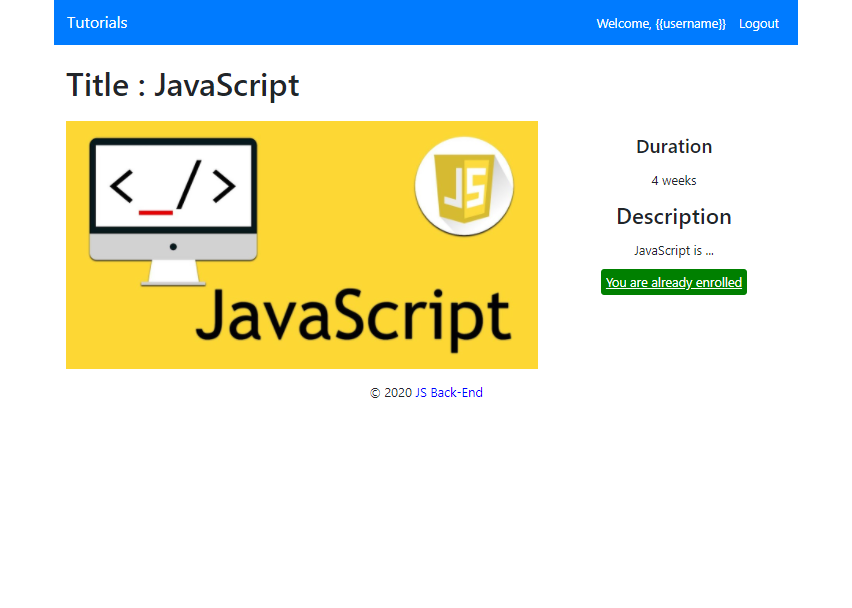 Tutorials
Welcome, {{username}} Logout
Title : JavaScript
<_/>
JS
JavaScript
Duration
4 weeks
Description
JavaScript is ...
You are already enrolled
© 2020 JS Back-End